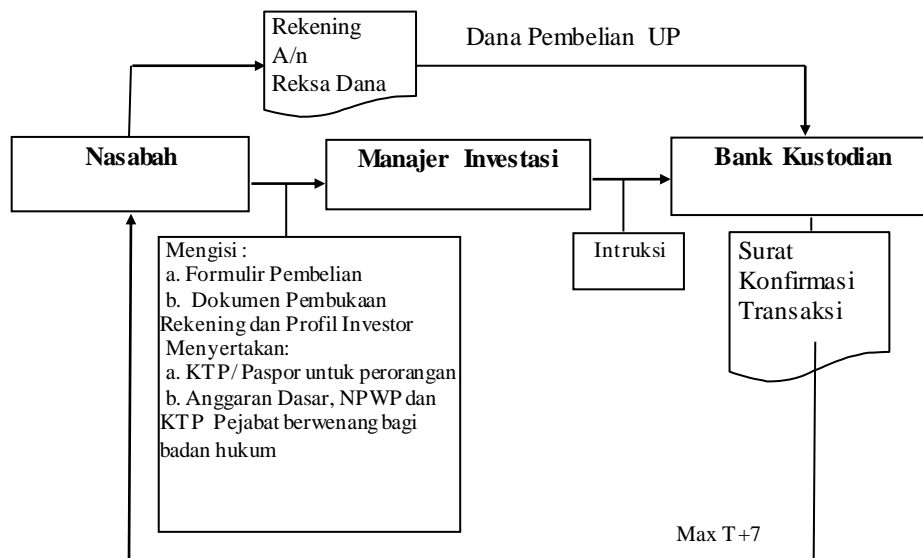 Rekening
A/n
Reksa Dana
Dana Pembelian UP
Nasabah
Manajer Investasi
Bank Kustodian
Mengisi :
a. Formulir Pembelian
b. Dokumen Pembukaan
Rekening dan Profil Investor
Menyertakan:
a. KTP/ Paspor untuk perorangan
b. Anggaran Dasar, NPWP dan
KTP Pejabat berwenang bagi
badan hukum
Intruksi
Surat
Konfirmasi
Transaksi
Max T+7